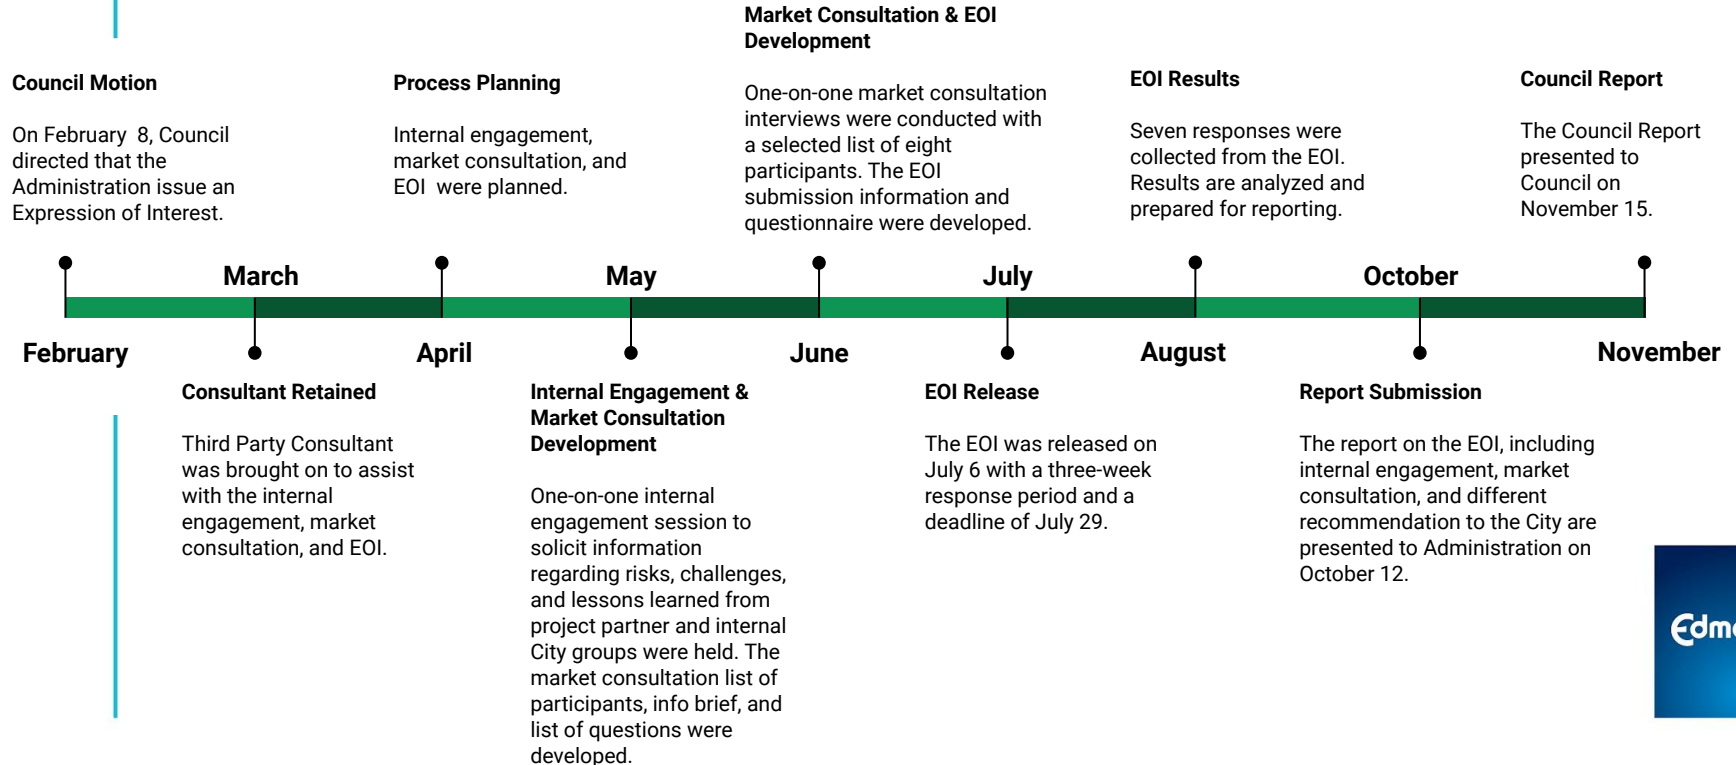 Market Consultation & EOI
Development
One-on-one market consultation
interviews were conducted with
a selected list of eight
participants. The EOI
submission information and
questionnaire were developed.
Council Motion
On February  8, Council
directed that the
Administration issue an
Expression of Interest.
Process Planning
Internal engagement,
market consultation, and
EOI  were planned.
EOI Results
Seven responses were
collected from the EOI.
Results are analyzed and
prepared for reporting.
Council Report
The Council Report
presented to
Council on
November 15.
March
May
July
October
February
April
June
August
November
Consultant Retained
Third Party Consultant
was brought on to assist
with the internal
engagement, market
consultation, and EOI.
Internal Engagement &
Market Consultation
Development
One-on-one internal
engagement session to
solicit information
regarding risks, challenges,
and lessons learned from
project partner and internal
City groups were held. The
market consultation list of
participants, info brief, and
list of questions were
developed.
EOI Release
The EOI was released on
July 6 with a three-week
response period and a
deadline of July 29.
Report Submission
The report on the EOI, including
internal engagement, market
consultation, and different
recommendation to the City are
presented to Administration on
October 12.